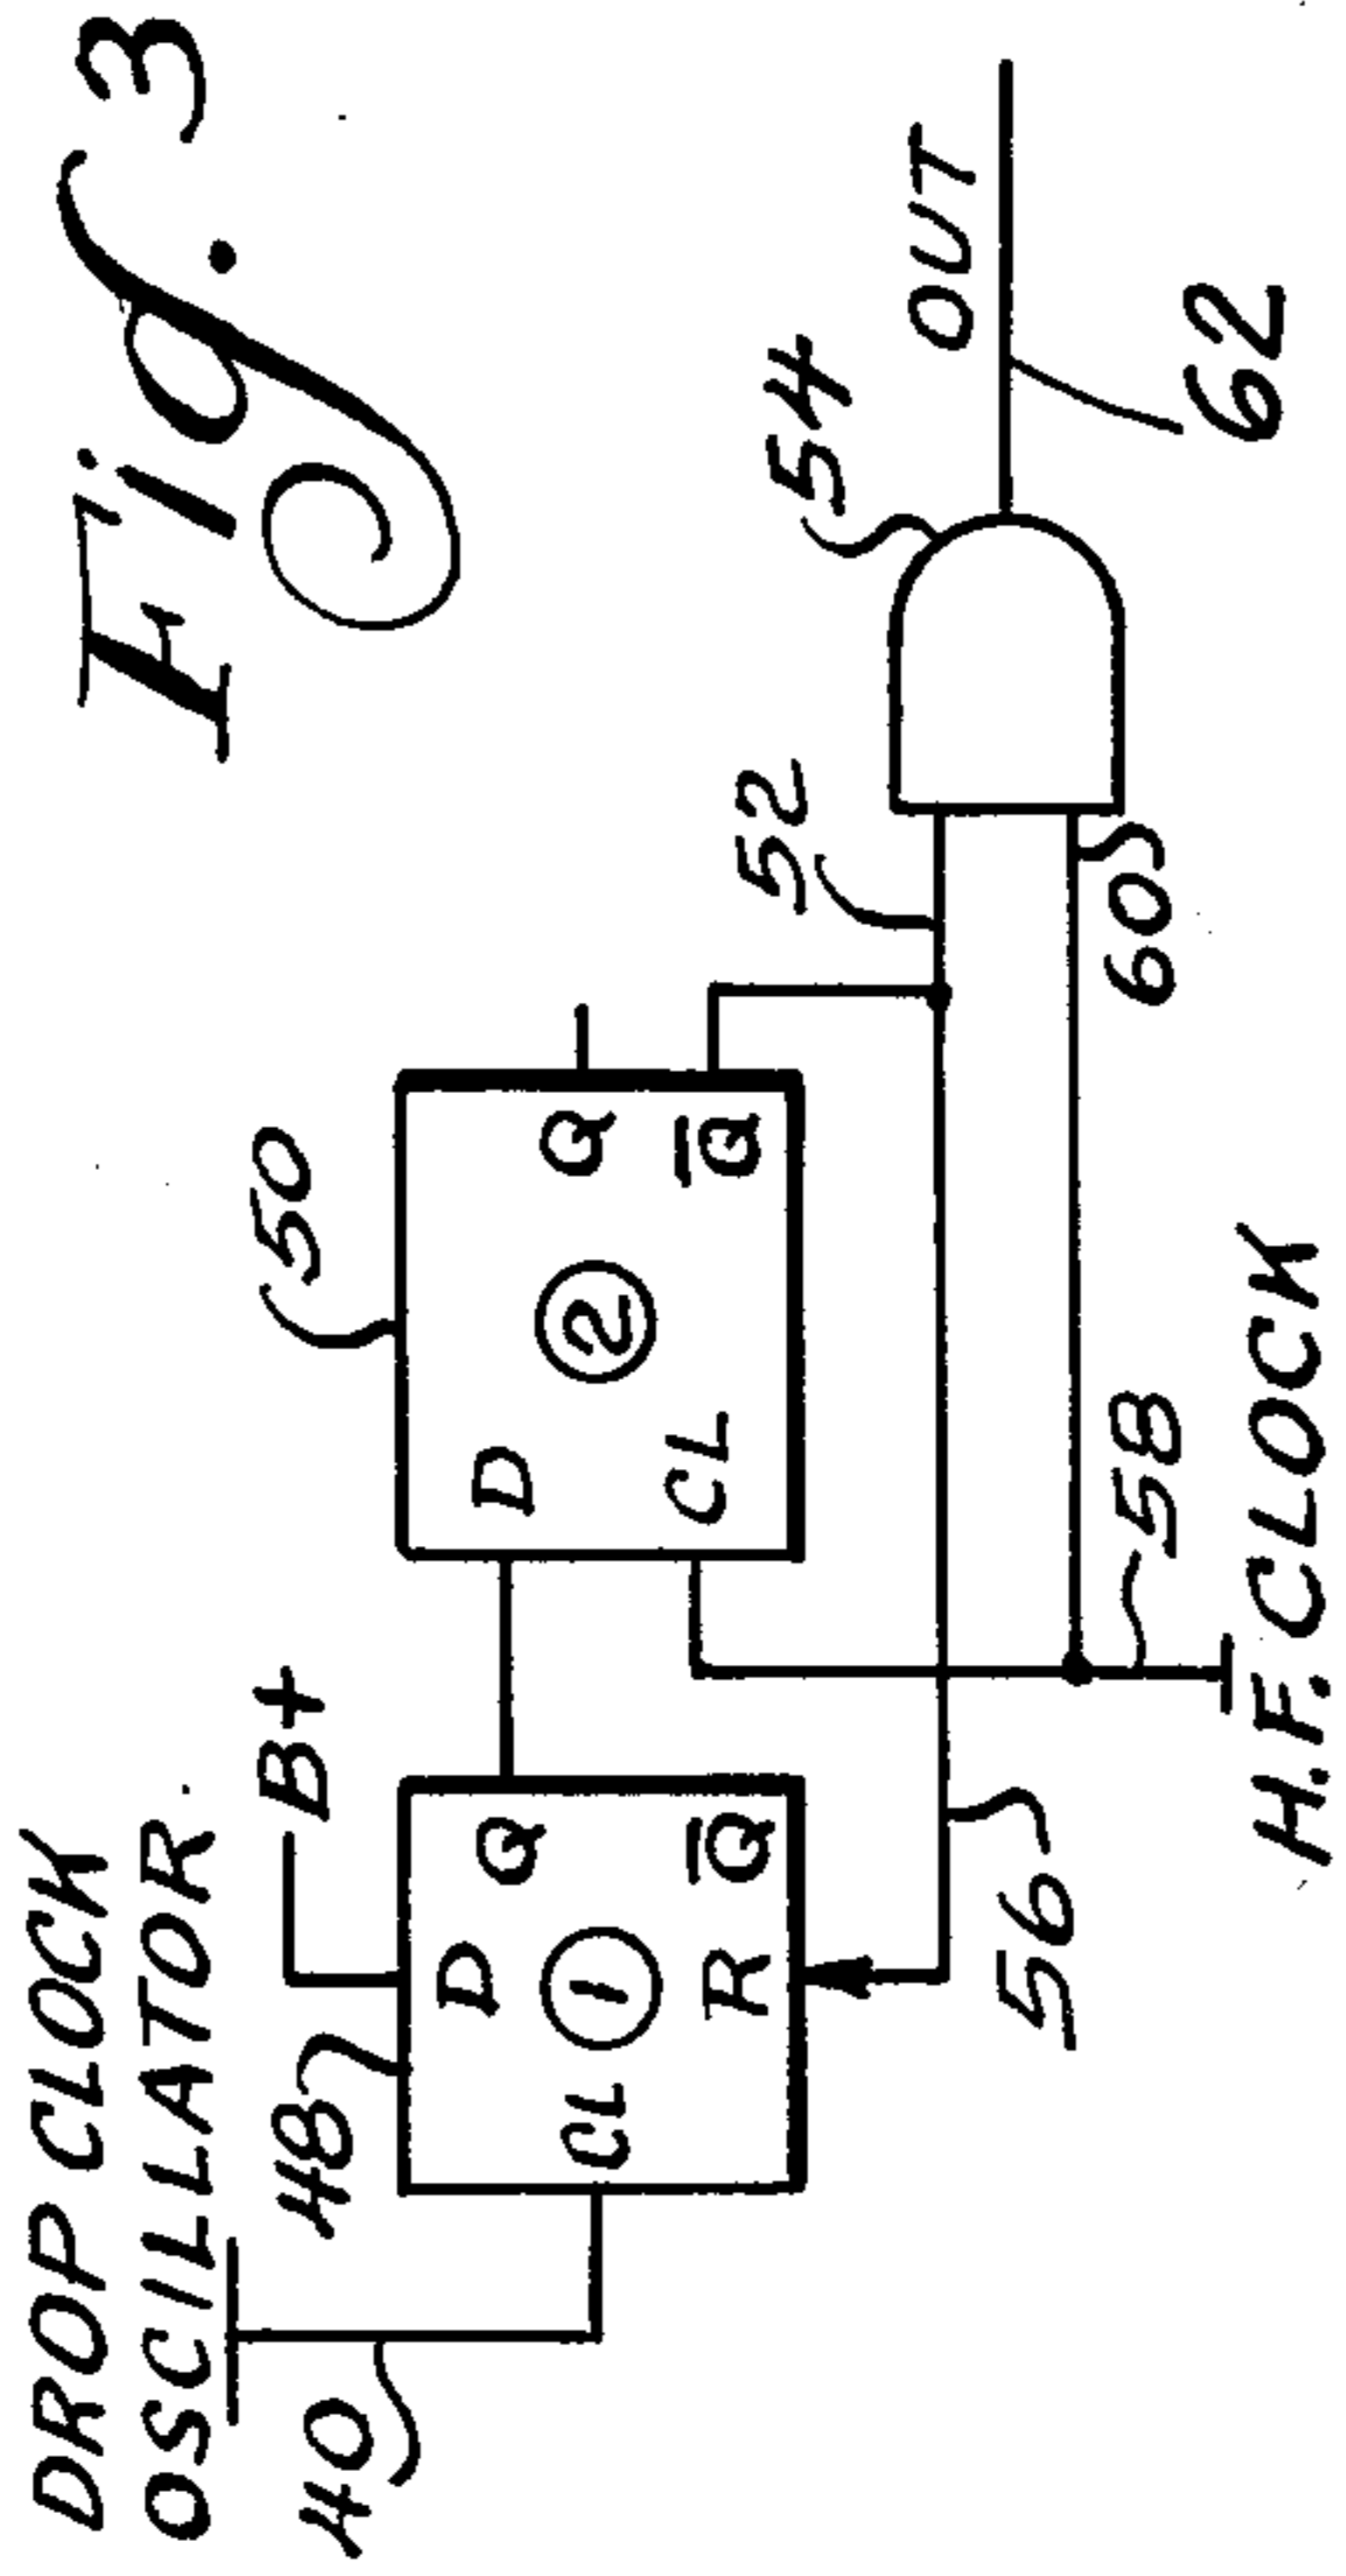 Fig. 3
DROP CLOCK
OSCILLATOR
40
48
B+
50
D
Q
CL
1
R
Q̅
D
Q
2
CL
Q̅
52
54
OUT
56
58
60
62
H.F. CLOCK